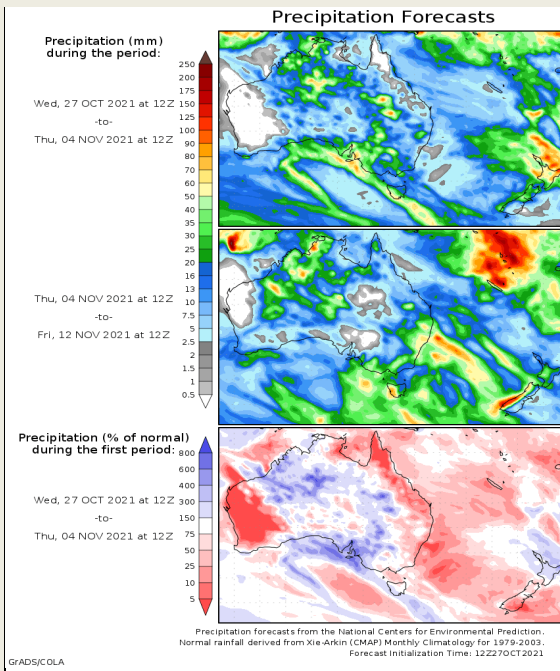 Precipitation Forecasts
Precipitation (mm)
during the period:
Wed, 27 OCT 2021 at 12Z
-to-
Thu, 04 NOV 2021 at 12Z
250
200
175
150
125
100
90
80
70
60
50
40
35
30
25
20
16
13
10
7.5
5
2.5
2
1.5
1
0.5
Thu, 04 NOV 2021 at 12Z
-to-
Fri, 12 NOV 2021 at 12Z
Precipitation (% of normal)
during the first period:
Wed, 27 OCT 2021 at 12Z
-to-
Thu, 04 NOV 2021 at 12Z
800
600
400
300
150
75
50
25
10
5
Precipitation forecasts from the National Centers for Environmental Prediction.
Normal rainfall derived from Xie-Arkin (CMAP) Monthly Climatology for 1979-2003.
Forecast Initialization Time: 12Z27OCT2021
GrADS/COLA